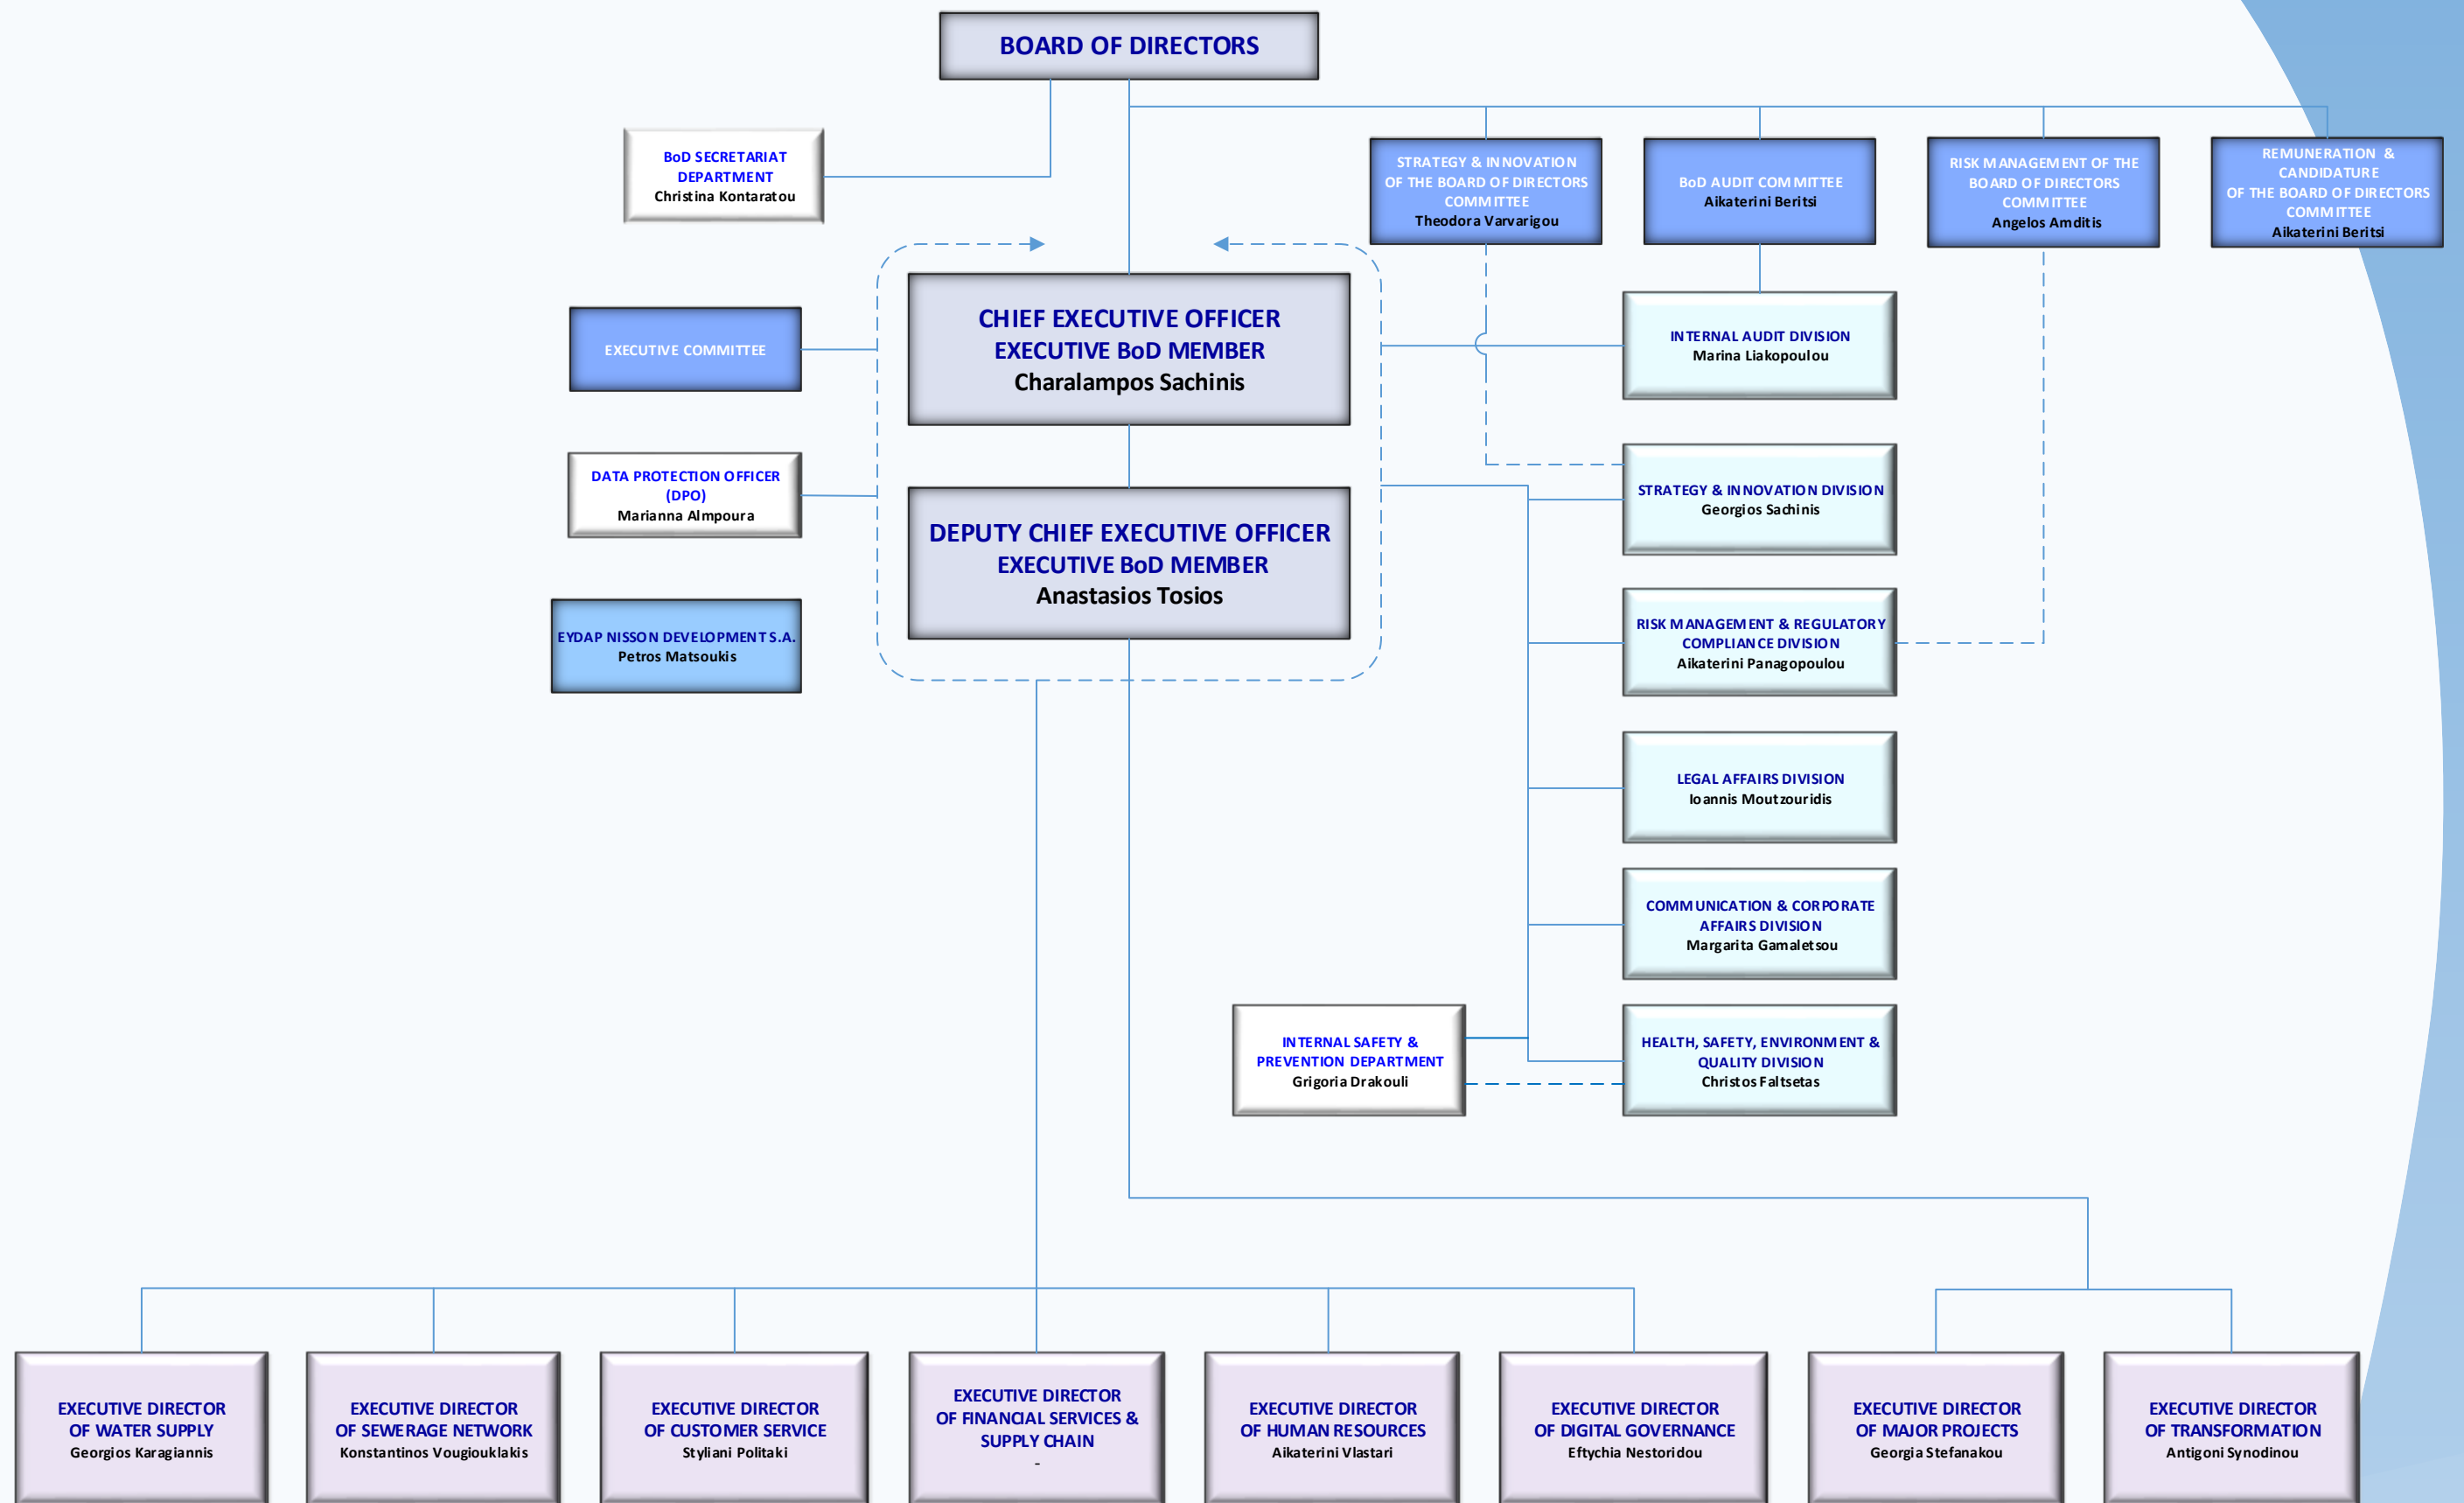 BOARD OF DIRECTORS
BoD SECRETARIAT
DEPARTMENT
Christina Kontaratou
STRATEGY & INNOVATION
OF THE BOARD OF DIRECTORS
COMMITTEE
Theodora Varvarigou
BoD AUDIT COMMITTEE
Aikaterini Beritsi
RISK MANAGEMENT OF THE
BOARD OF DIRECTORS
COMMITTEE
Angelos Amditis
REMUNERATION &
CANDIDATURE
OF THE BOARD OF DIRECTORS
COMMITTEE
Aikaterini Beritsi
EXECUTIVE COMMITTEE
CHIEF EXECUTIVE OFFICER
EXECUTIVE BoD MEMBER
Charalampos Sachinis
INTERNAL AUDIT DIVISION
Marina Liakopoulou
DATA PROTECTION OFFICER
(DPO)
Marianna Almpoura
DEPUTY CHIEF EXECUTIVE OFFICER
EXECUTIVE BoD MEMBER
Anastasios Tosios
STRATEGY & INNOVATION DIVISION
Georgios Sachinis
EYDAP NISSON DEVELOPMENT S.A.
Petros Matsoukis
RISK MANAGEMENT & REGULATORY
COMPLIANCE DIVISION
Aikaterini Panagopoulou
LEGAL AFFAIRS DIVISION
Ioannis Moutzouridis
COMMUNICATION & CORPORATE
AFFAIRS DIVISION
Margarita Gamaletsou
INTERNAL SAFETY &
PREVENTION DEPARTMENT
Grigoria Drakouli
HEALTH, SAFETY, ENVIRONMENT &
QUALITY DIVISION
Christos Faltsetas
EXECUTIVE DIRECTOR
OF WATER SUPPLY
Georgios Karagiannis
EXECUTIVE DIRECTOR
OF SEWERAGE NETWORK
Konstantinos Vougiouklakis
EXECUTIVE DIRECTOR
OF CUSTOMER SERVICE
Styliani Politaki
EXECUTIVE DIRECTOR
OF FINANCIAL SERVICES &
SUPPLY CHAIN
-
EXECUTIVE DIRECTOR
OF HUMAN RESOURCES
Aikaterini Vlastari
EXECUTIVE DIRECTOR
OF DIGITAL GOVERNANCE
Eftychia Nestoridou
EXECUTIVE DIRECTOR
OF MAJOR PROJECTS
Georgia Stefanakou
EXECUTIVE DIRECTOR
OF TRANSFORMATION
Antigoni Synodinou